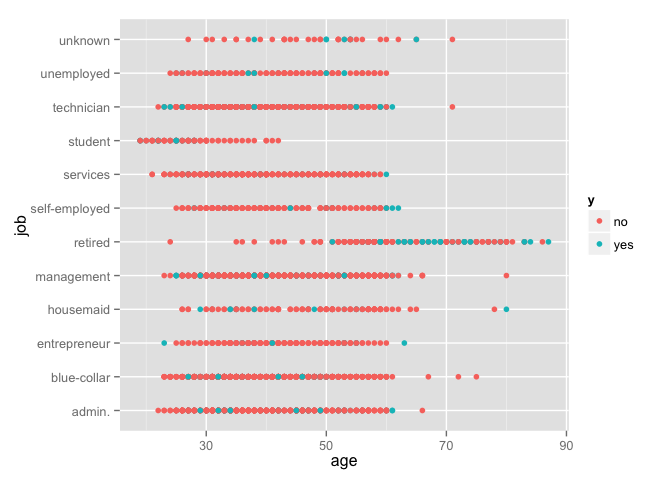 unknown
unemployed
technician
student
services
self-employed
retired
management
housemaid
entrepreneur
blue-collar
admin.
job
30 50 70 90
age
y
no
yes